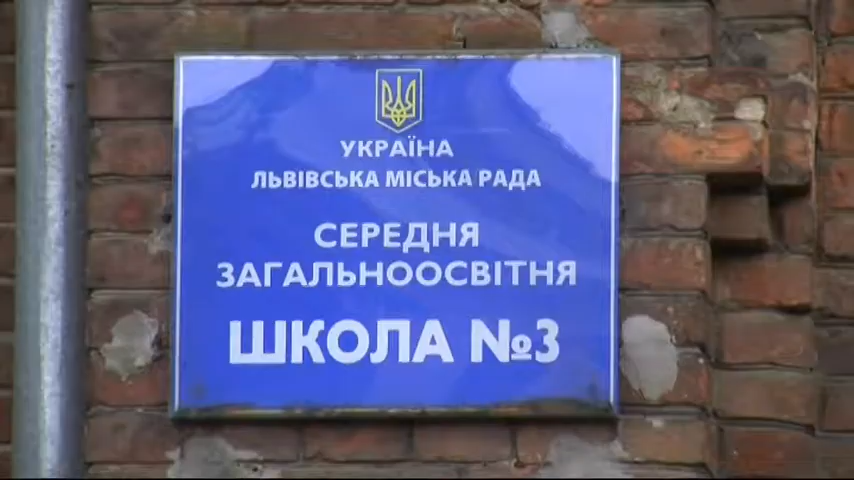 УКРАЇНА
ЛЬВІВСЬКА МІСЬКА РАДА
СЕРЕДНЯ
ЗАГАЛЬНООСВІТНЯ
ШКОЛА №3